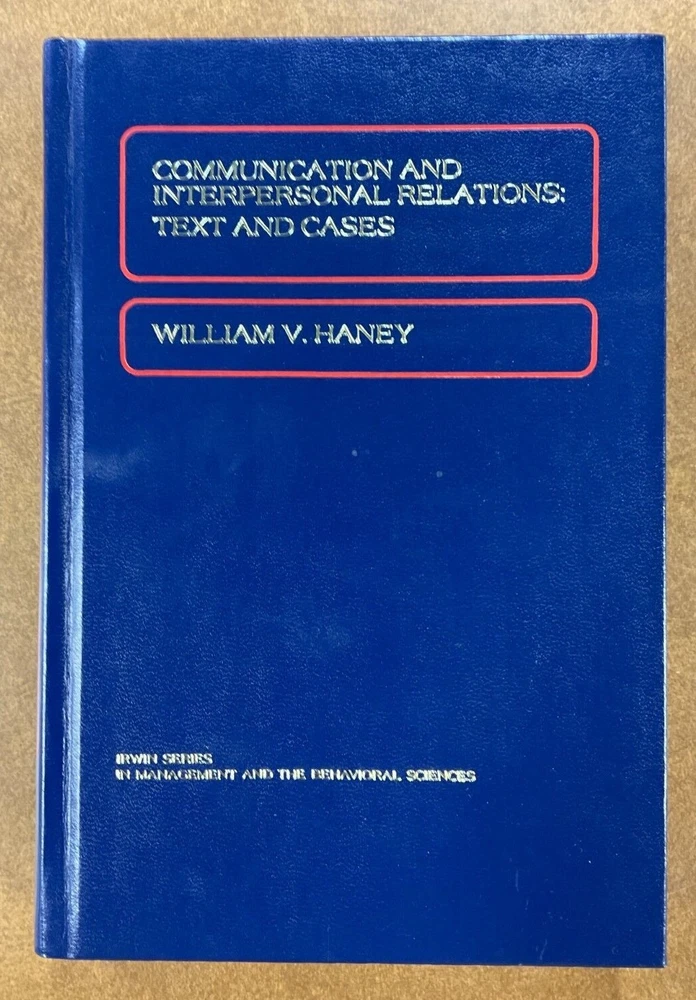 COMMUNICATION AND
INTERPERSONAL RELATIONS:
TEXT AND CASES
WILLIAM V. HANEY
IRWIN SERIES
IN MANAGEMENT AND THE BEHAVIORAL SCIENCES